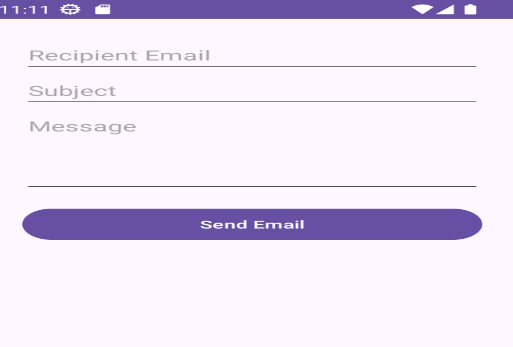 11:11
Recipient Email
Subject
Message
Send Email